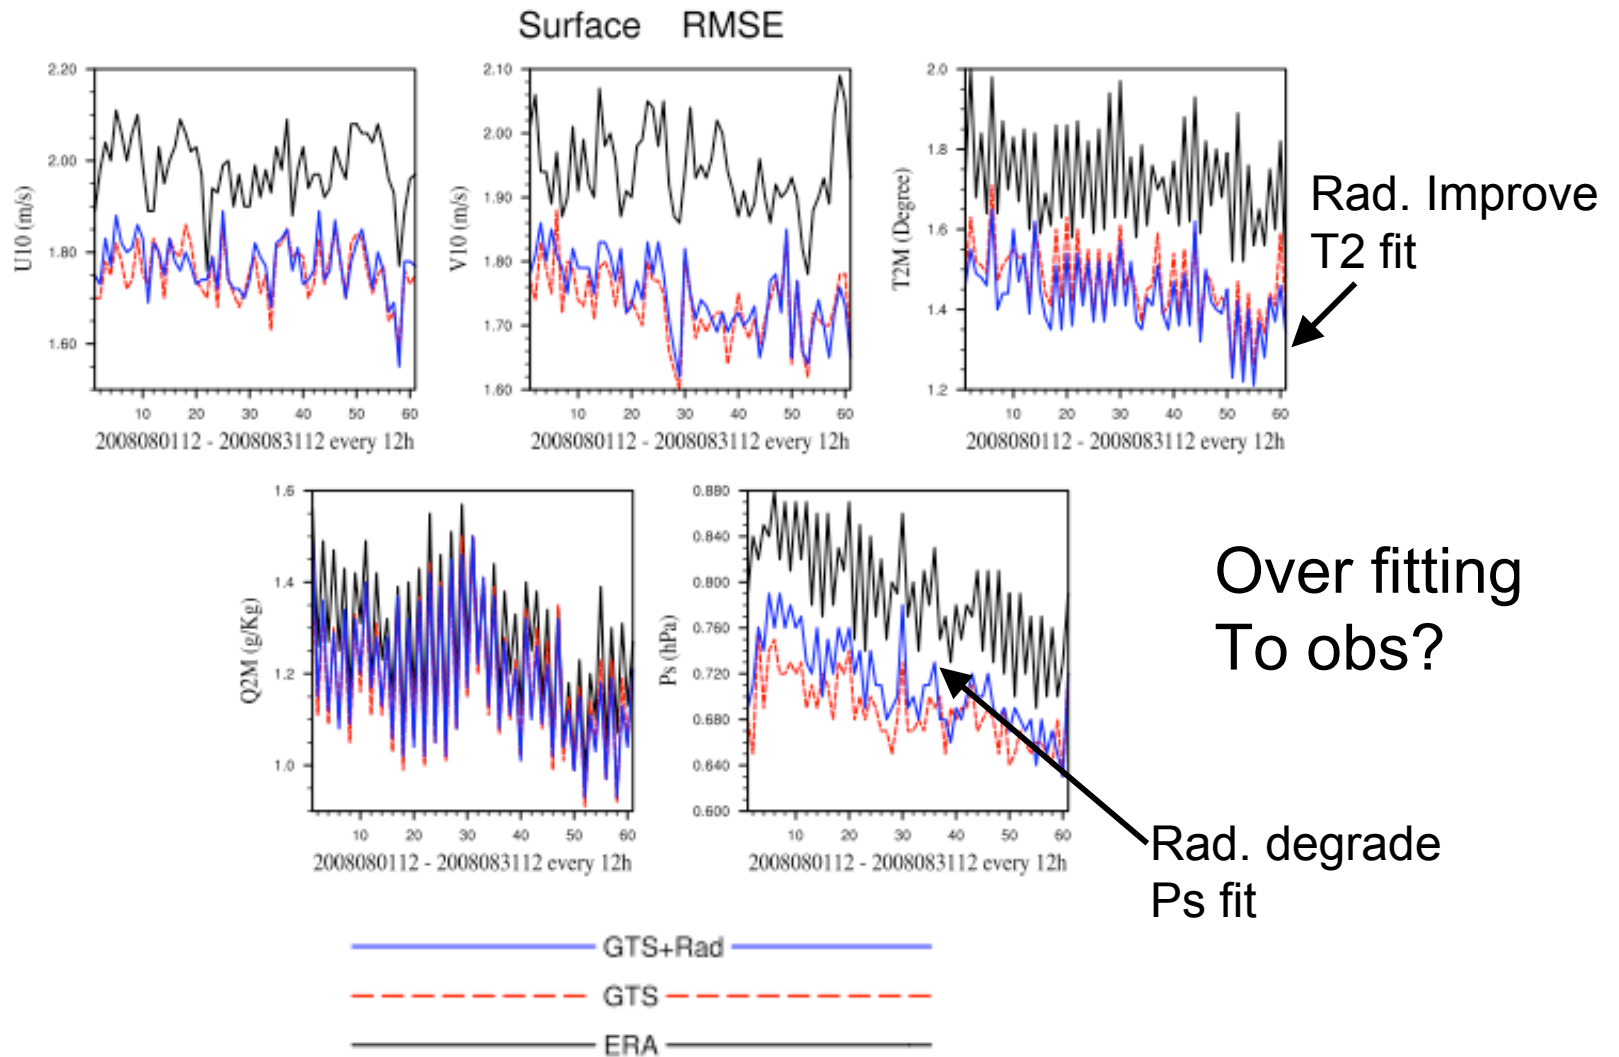 Surface RMSE
2.20
2.00
1.80
1.60
U10 (m/s)
10 20 30 40 50 60
2008080112 - 2008083112 every 12h
2.10
2.00
1.90
1.80
1.70
1.60
V10 (m/s)
10 20 30 40 50 60
2008080112 - 2008083112 every 12h
2.0
1.8
1.6
1.4
1.2
T2M (Degree)
10 20 30 40 50 60
2008080112 - 2008083112 every 12h
Rad. Improve
T2 fit
1.6
1.4
1.2
1.0
Q2M (g/Kg)
10 20 30 40 50 60
2008080112 - 2008083112 every 12h
0.880
0.840
0.800
0.760
0.720
0.680
0.640
0.600
Ps (hPa)
10 20 30 40 50 60
2008080112 - 2008083112 every 12h
Over fitting
To obs?
Rad. degrade
Ps fit
GTS+Rad
GTS
ERA